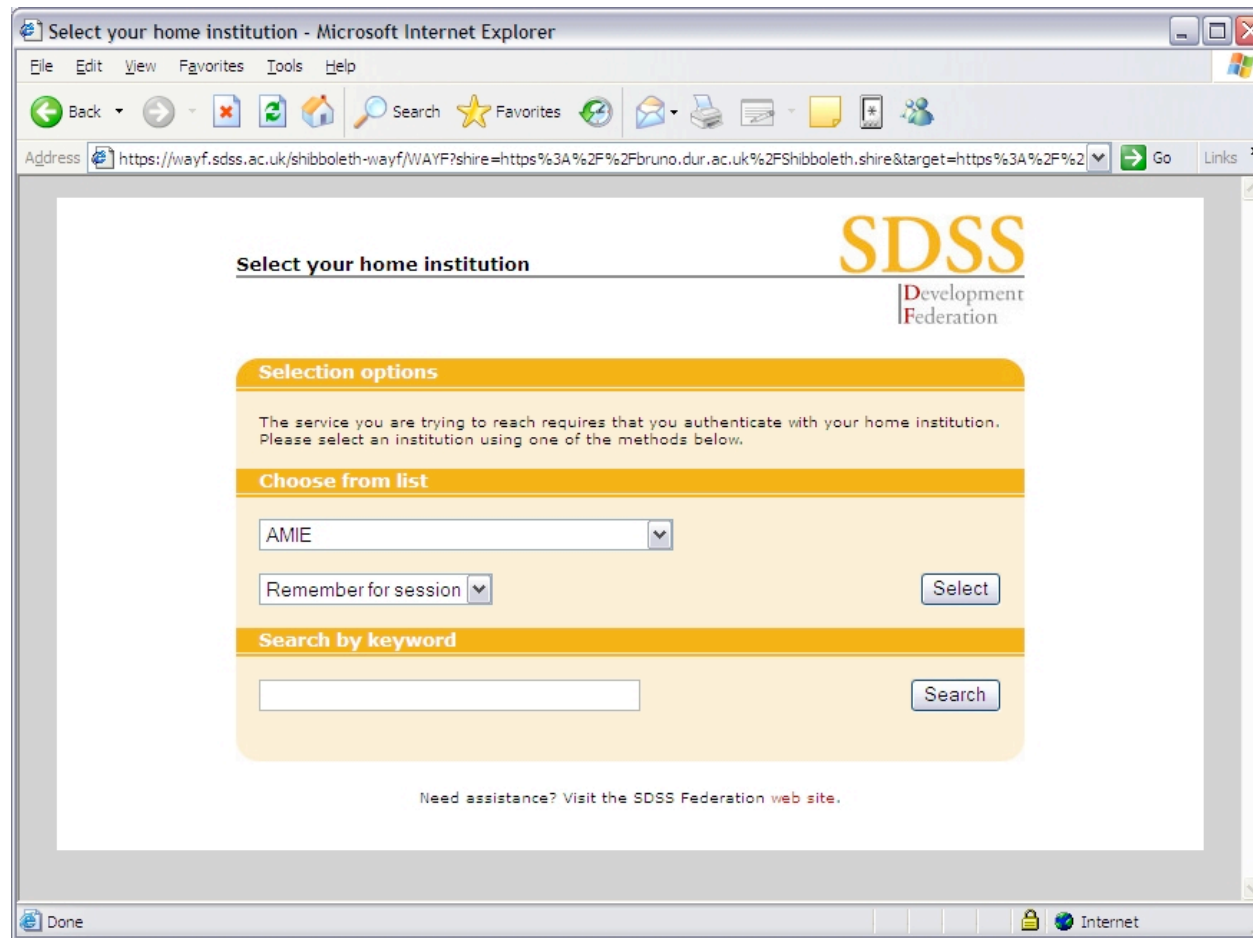 Select your home institution - Microsoft Internet Explorer
File Edit View Favorites Tools Help
Back Search Favorites
Address https://wayf.sdss.ac.uk/shibboleth-wayf/WAYF?shire=https%3A%2F%2Fbruno.dur.ac.uk%2FShibboleth.shire&target=https%3A%2F%2 Go Links
SDSS
Select your home institution
Development
Federation
Selection options
The service you are trying to reach requires that you authenticate with your home institution.
Please select an institution using one of the methods below.
Choose from list
AMIE
Remember for session Select
Search by keyword
Search
Need assistance? Visit the SDSS Federation web site.
Done Internet